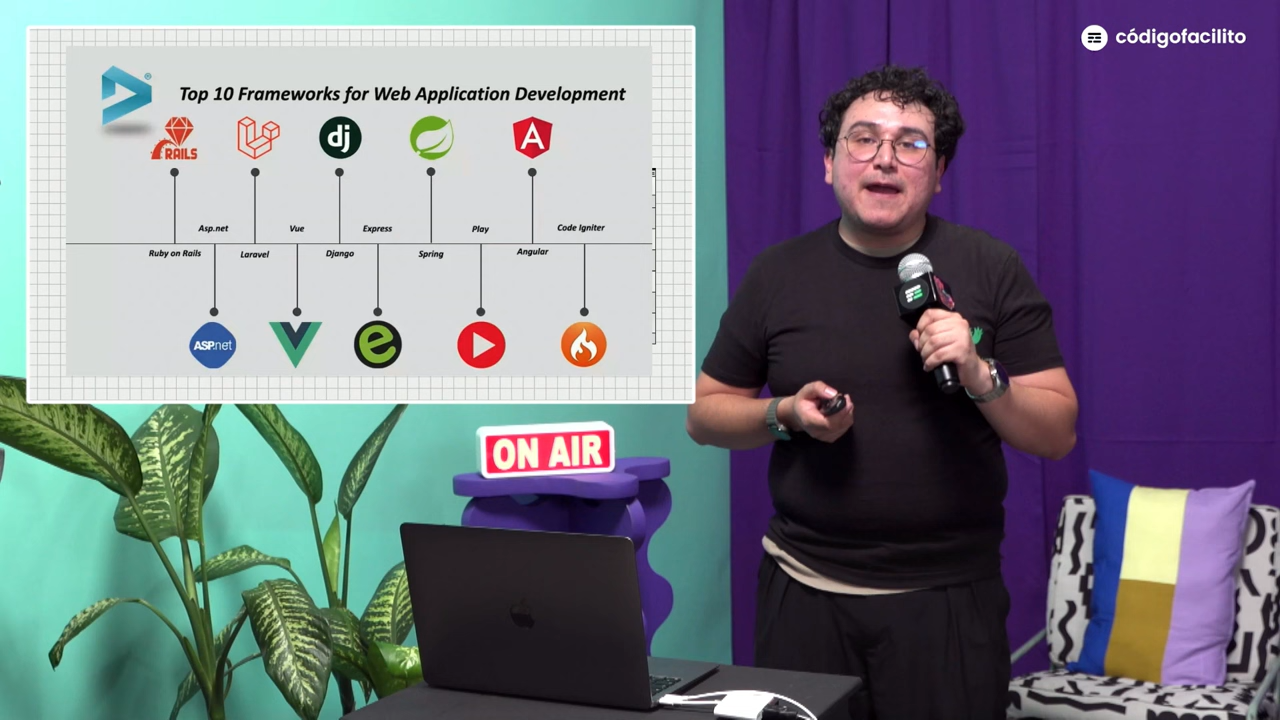 códigofacilito
Top 10 Frameworks for Web Application Development
RAILS
dj
A
Asp.net
Vue
Express
Play
Code Igniter
Ruby on Rails
Laravel
Django
Spring
Angular
ASP.net
e
ON AIR